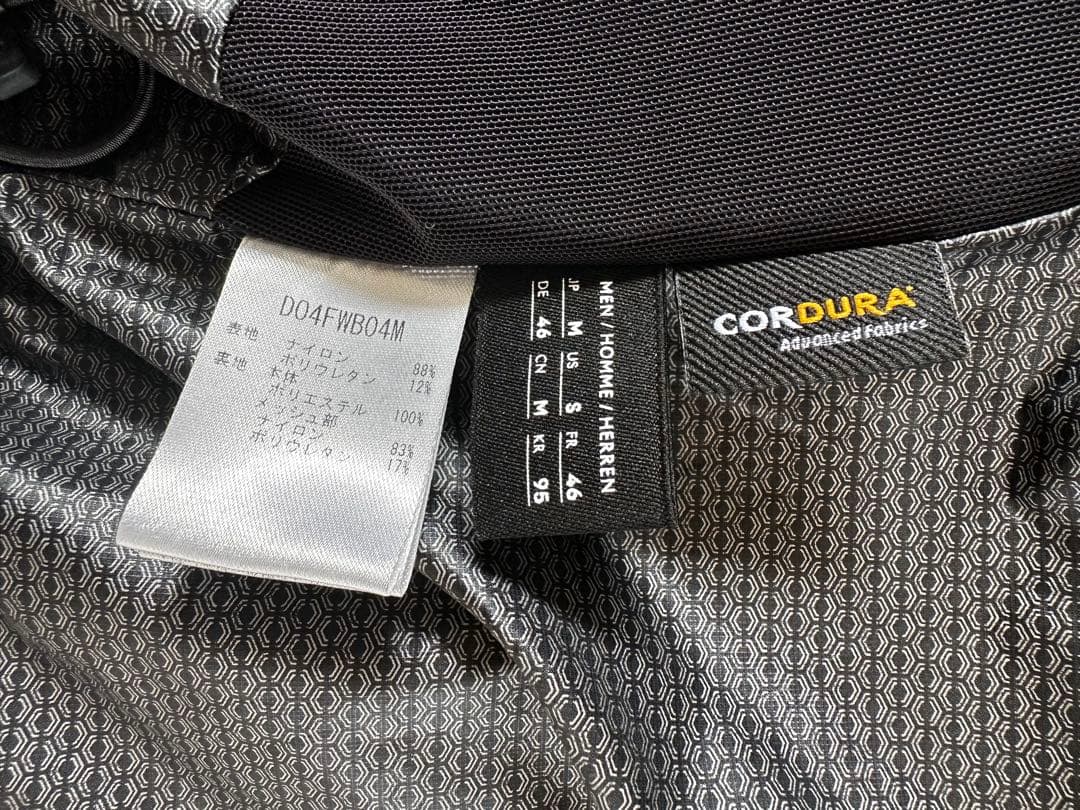 D04FWB04M
表地 ナイロン 88%
ポリウレタン 12%
裏地 本体
ポリエステル 100%
メッシュ部
ナイロン 83%
ポリウレタ 17%
MEN / HOMME / HERREN
JP M US S FR 46
DE 46 CN M KR 95
CORDURA
Advanced Fabrics